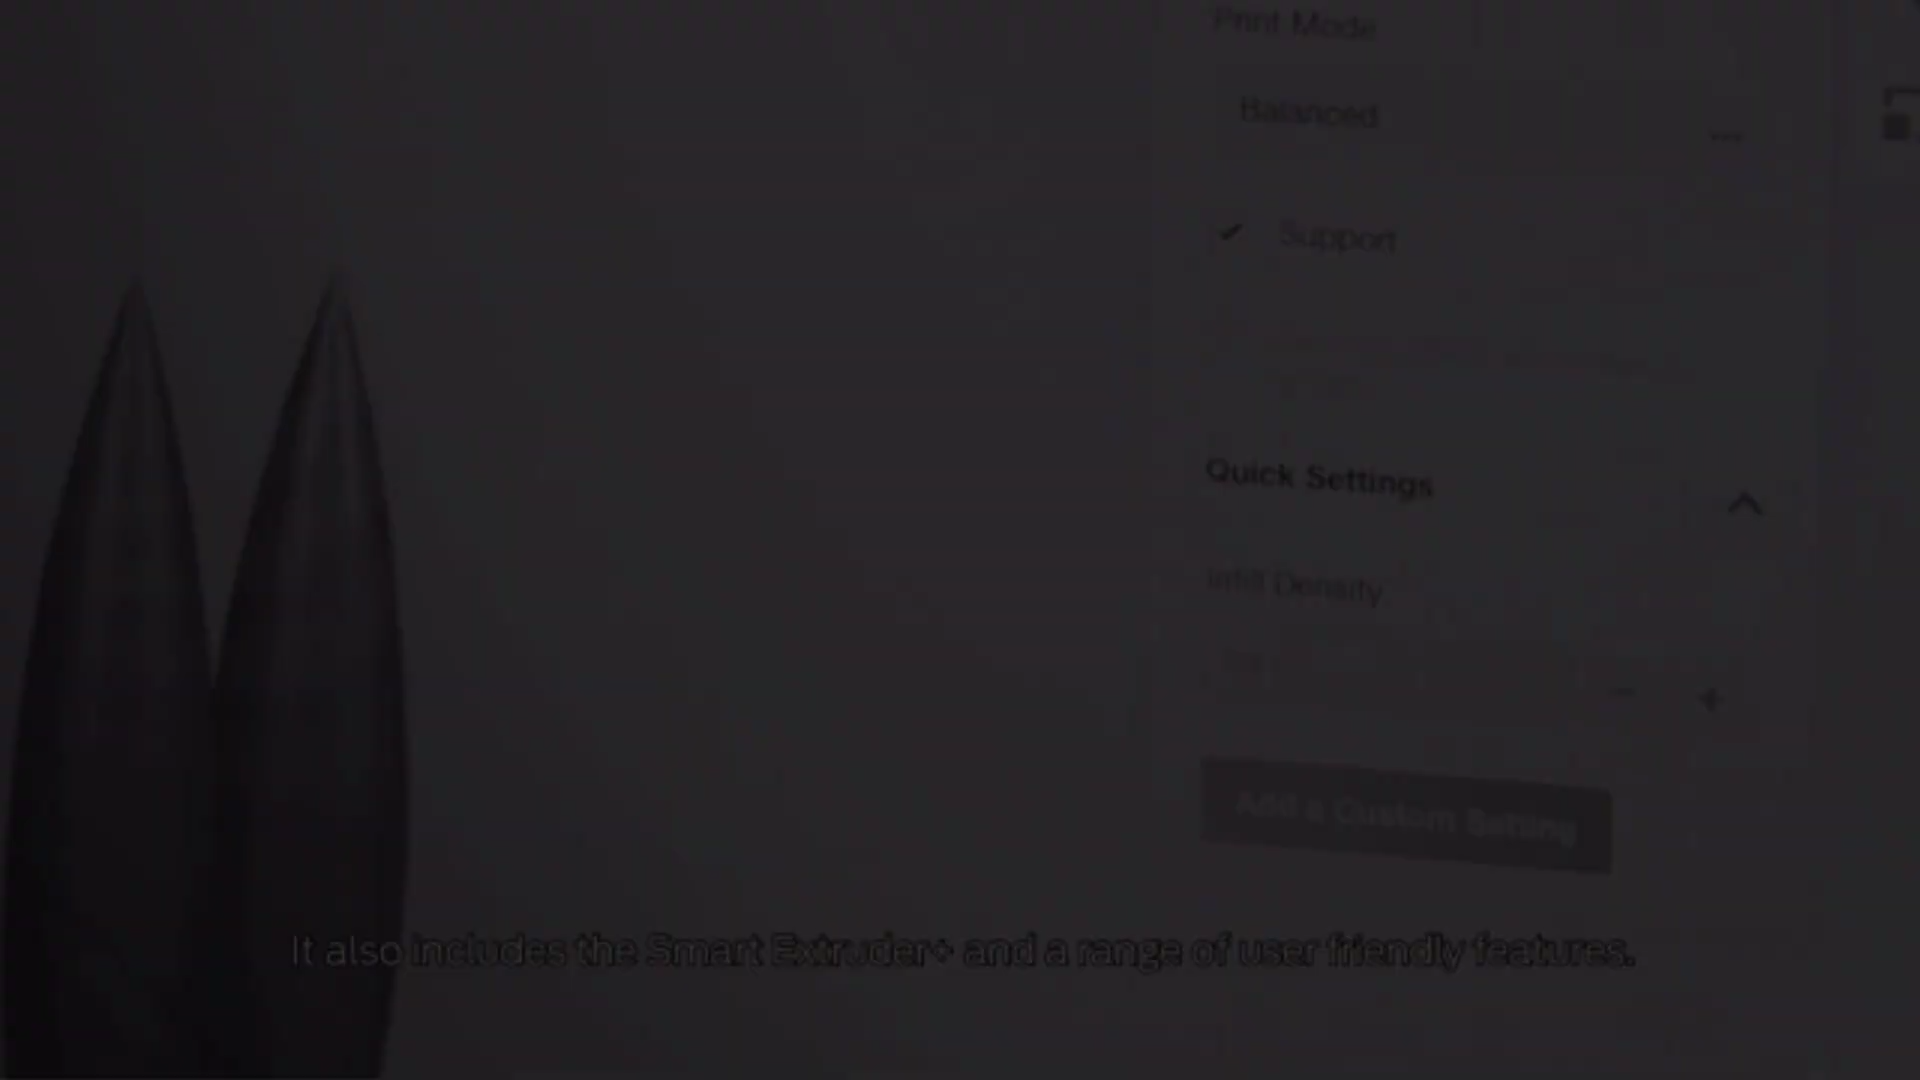 Print Mode
Balanced
Support
Quick Settings
Infill Density
Add a Custom Setting
It also includes the Smart Extruder+ and a range of user friendly features.